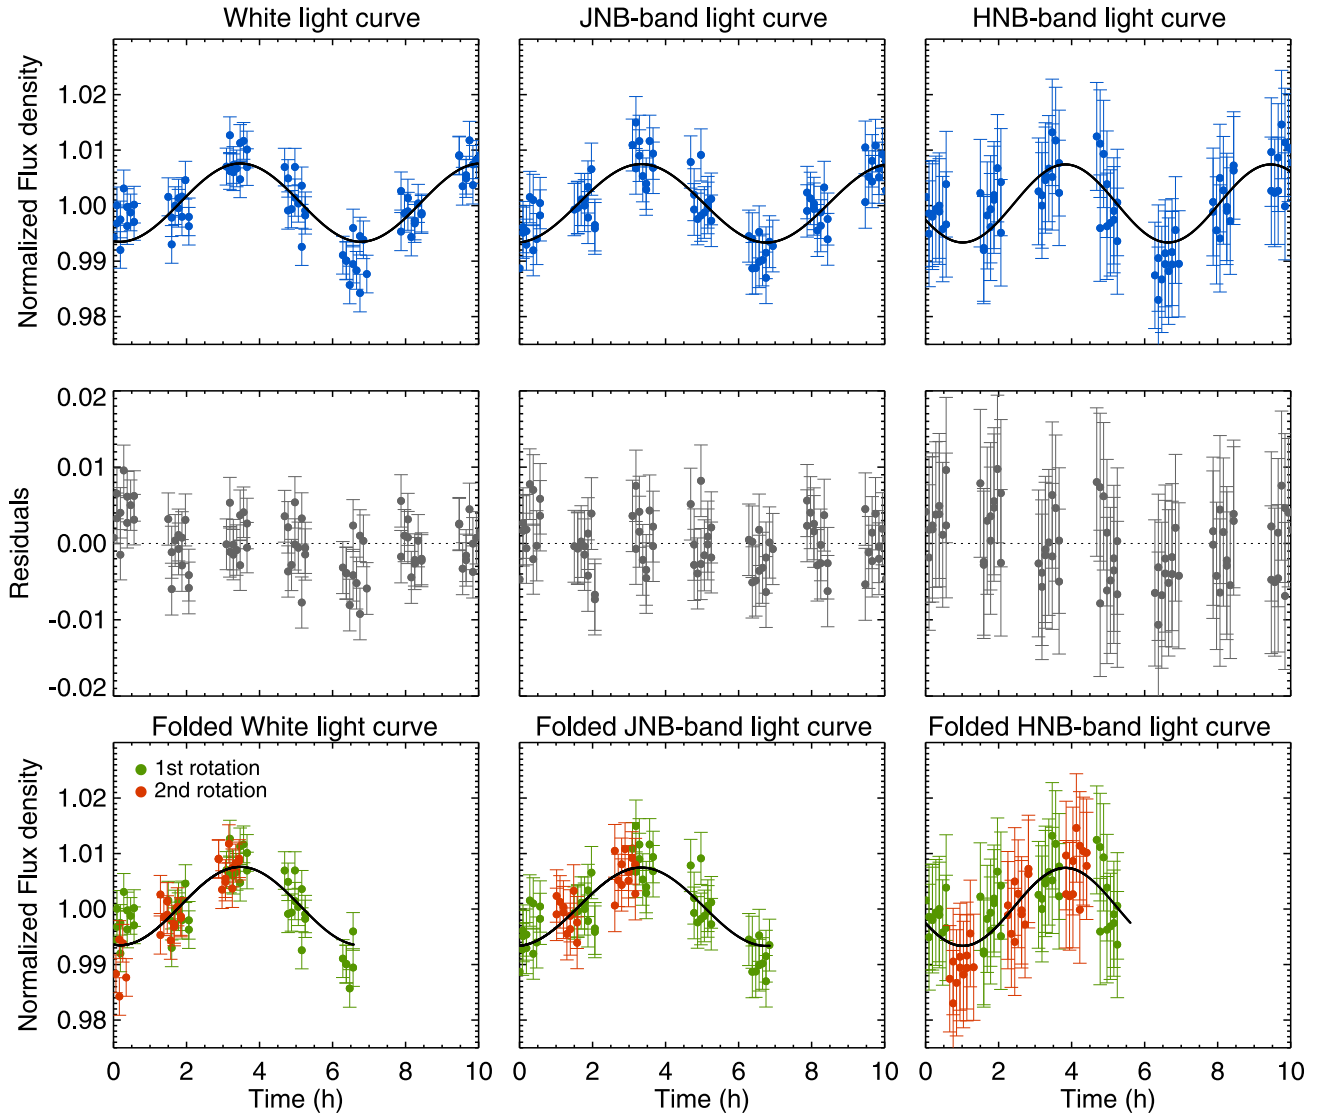 White light curve
JNB-band light curve
HNB-band light curve
Normalized Flux density
1.02
1.01
1.00
0.99
0.98
Residuals
0.02
0.01
0.00
-0.01
-0.02
Folded White light curve
Folded JNB-band light curve
Folded HNB-band light curve
1st rotation
2nd rotation
Normalized Flux density
1.02
1.01
1.00
0.99
0.98
0 2 4 6 8 10
0 2 4 6 8 10
0 2 4 6 8 10
Time (h)
Time (h)
Time (h)